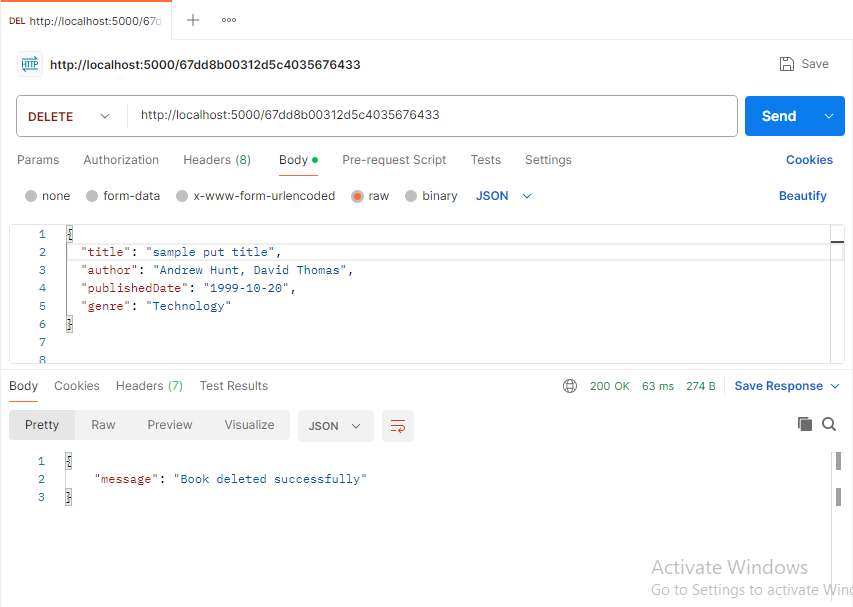 DEL http://localhost:5000/67d
HTTP http://localhost:5000/67dd8b00312d5c4035676433 Save
DELETE http://localhost:5000/67dd8b00312d5c4035676433 Send
Params Authorization Headers (8) Body Pre-request Script Tests Settings Cookies
none form-data x-www-form-urlencoded raw binary JSON Beautify
1 {
2 "title": "sample put title",
3 "author": "Andrew Hunt, David Thomas",
4 "publishedDate": "1999-10-20",
5 "genre": "Technology"
6 }
7
8
Body Cookies Headers (7) Test Results 200 OK 63 ms 274 B Save Response
Pretty Raw Preview Visualize JSON
1 {
2 "message": "Book deleted successfully"
3 }
Activate Windows
Go to Settings to activate Win